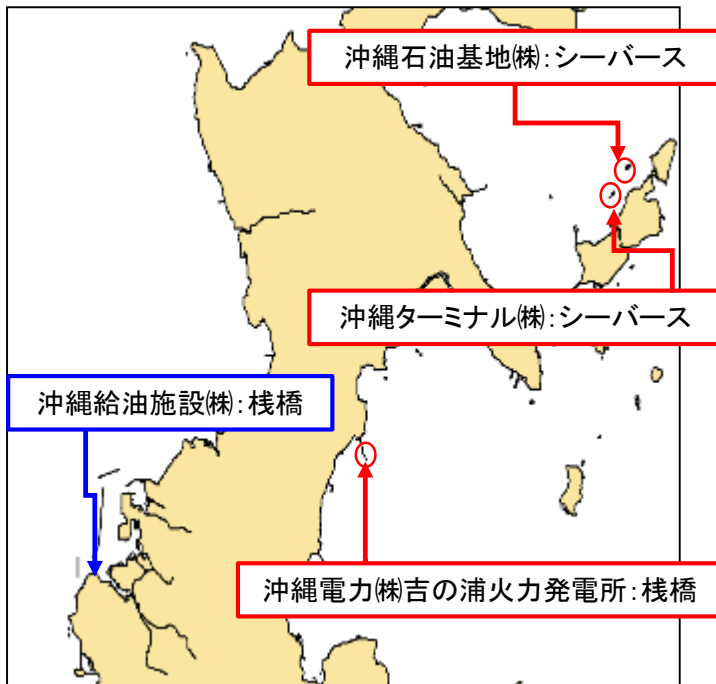 沖縄石油基地㈱：シーバース
沖縄ターミナル㈱：シーバース
沖縄給油施設㈱：桟橋
沖縄電力㈱吉の浦火力発電所：桟橋